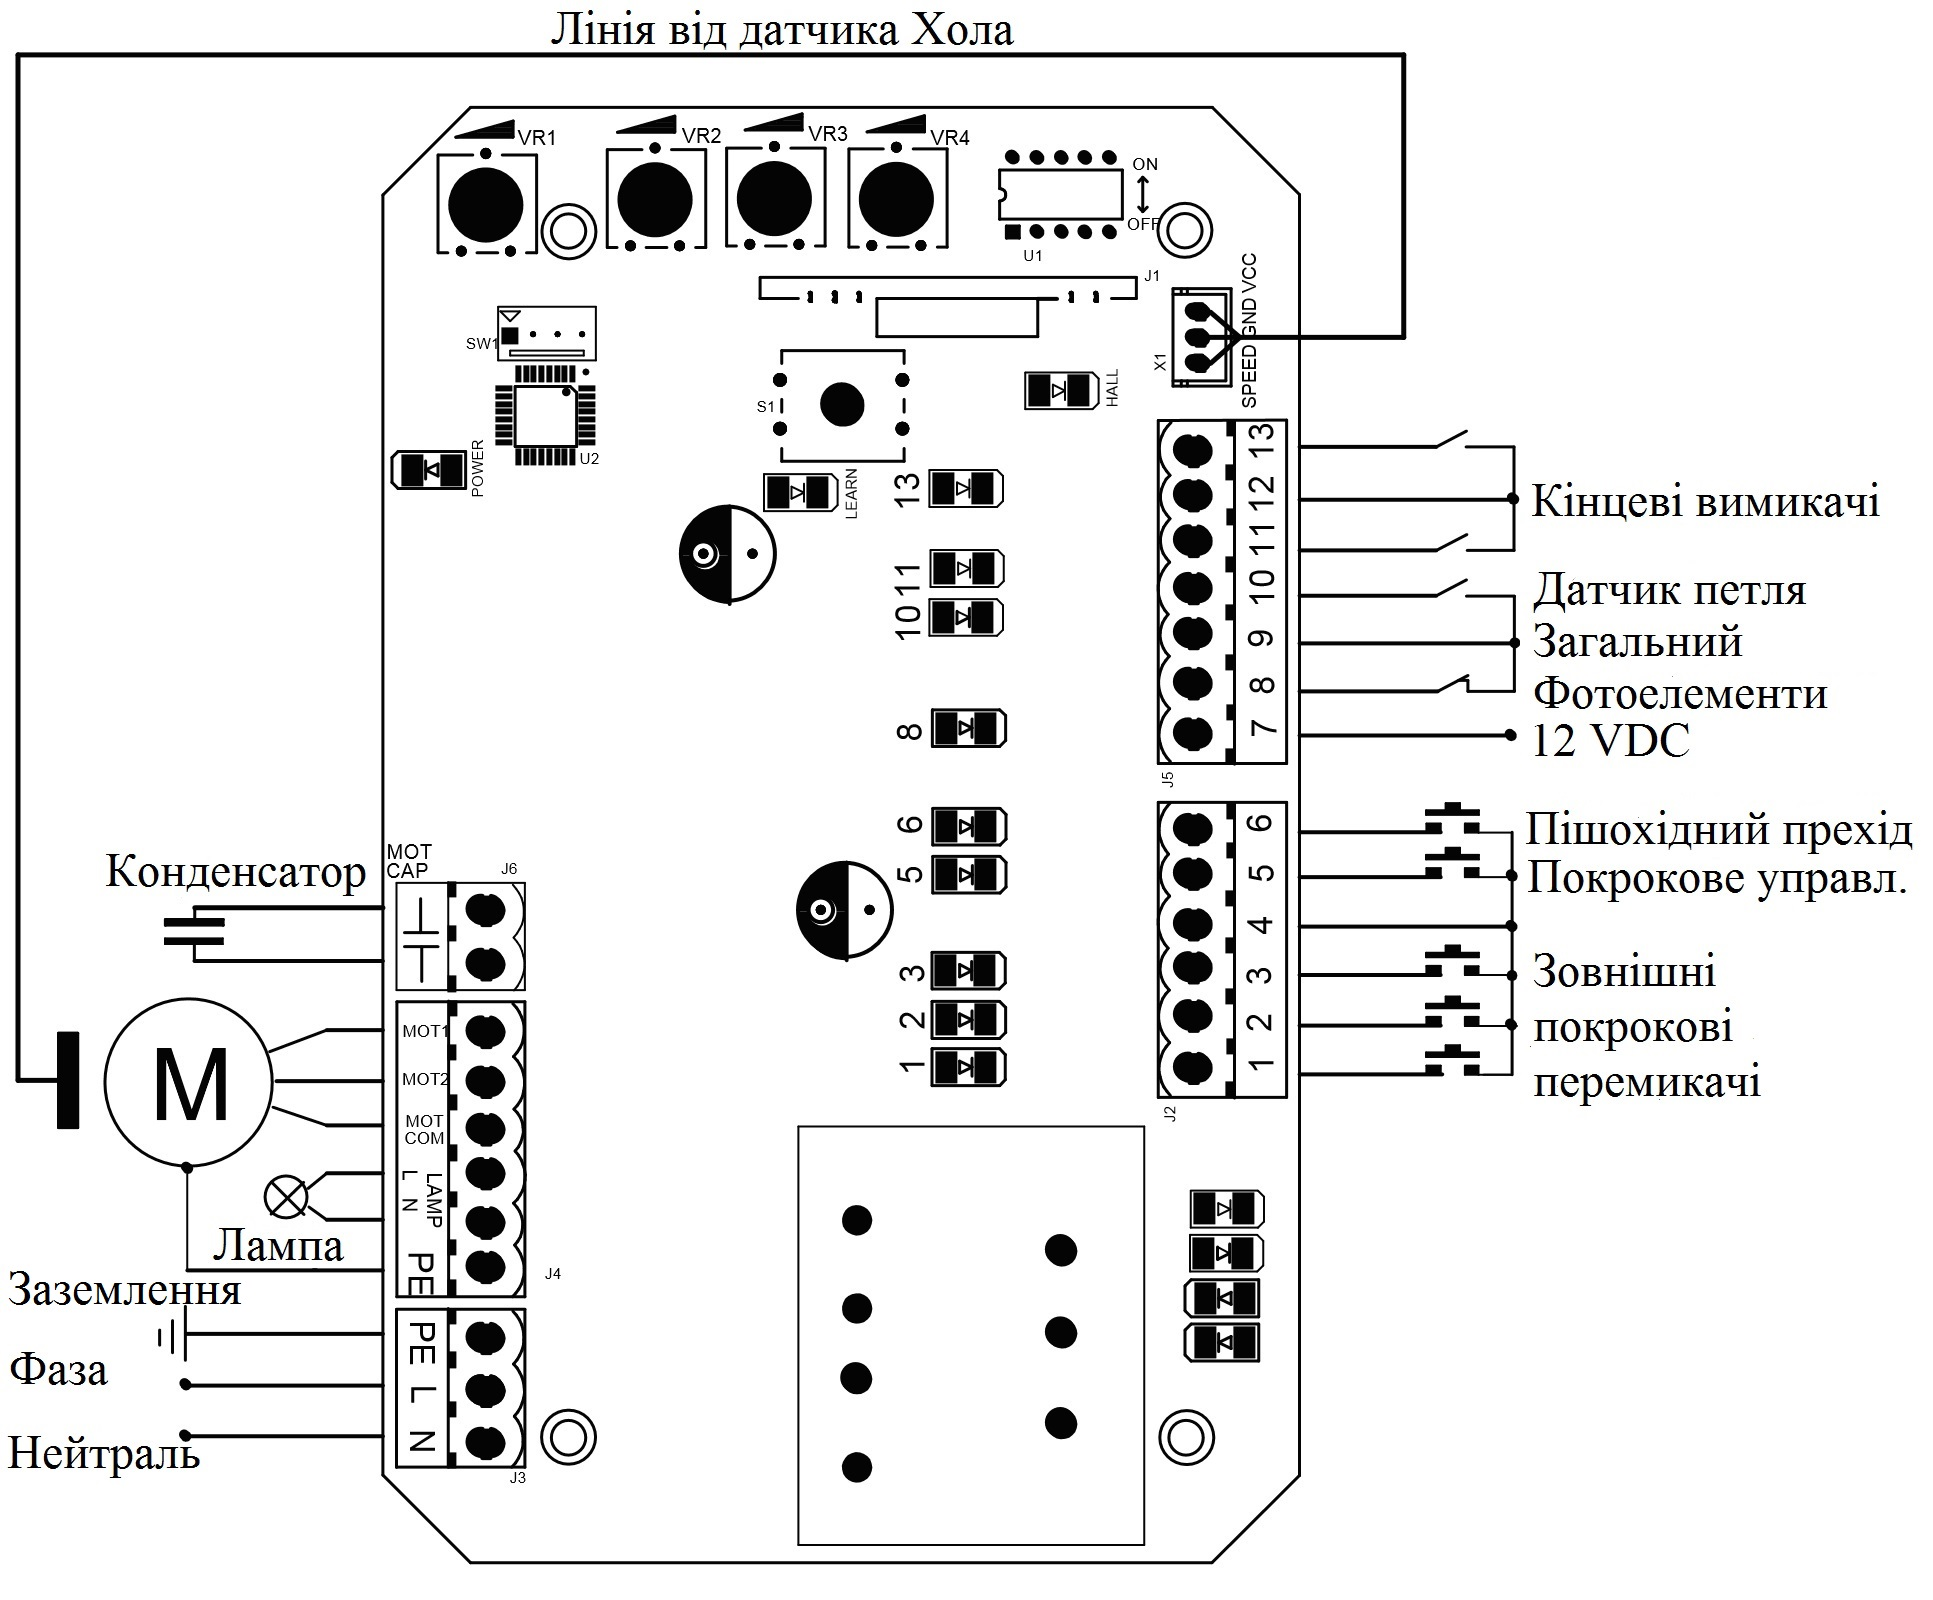 Лінія від датчика Хола
VR1
VR2
VR3
VR4
ON
OFF
U1
J1
SPEED GND VCC
X1
SW1
U2
POWER
S1
LEARN
HALL
13
11
10
8
6
5
3
2
1
13
12
11
10
9
8
7
J5
Кінцеві вимикачі
Датчик петля
Загальний
Фотоелементи
12 VDC
6
5
4
3
2
1
J2
Пішохідний прехід
Покрокове управл.
Зовнішні
покрокові
перемикачі
Конденсатор
MOT
CAP
J6
M
MOT1
MOT2
MOT
COM
L N
LAMP
PE
J4
Лампа
Заземлення
Фаза
Нейтраль
PE
L
N
J3